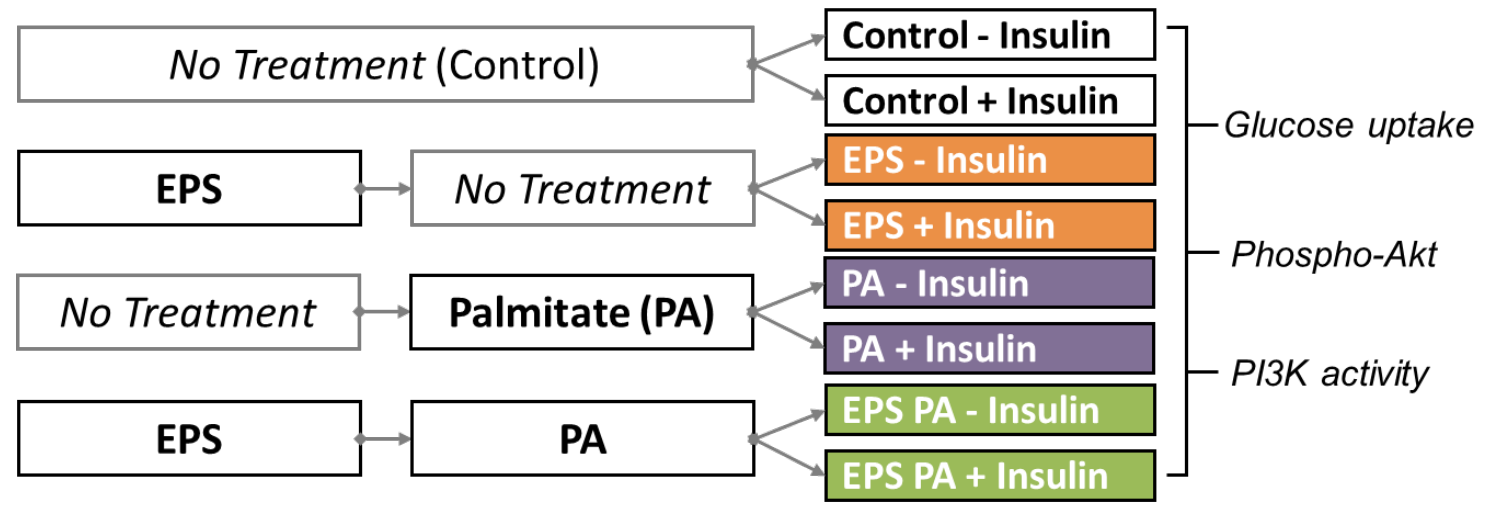 No Treatment (Control)
Control - Insulin
Control + Insulin
EPS
No Treatment
EPS - Insulin
EPS + Insulin
No Treatment
Palmitate (PA)
PA - Insulin
PA + Insulin
EPS
PA
EPS PA - Insulin
EPS PA + Insulin
Glucose uptake
Phospho-Akt
PI3K activity